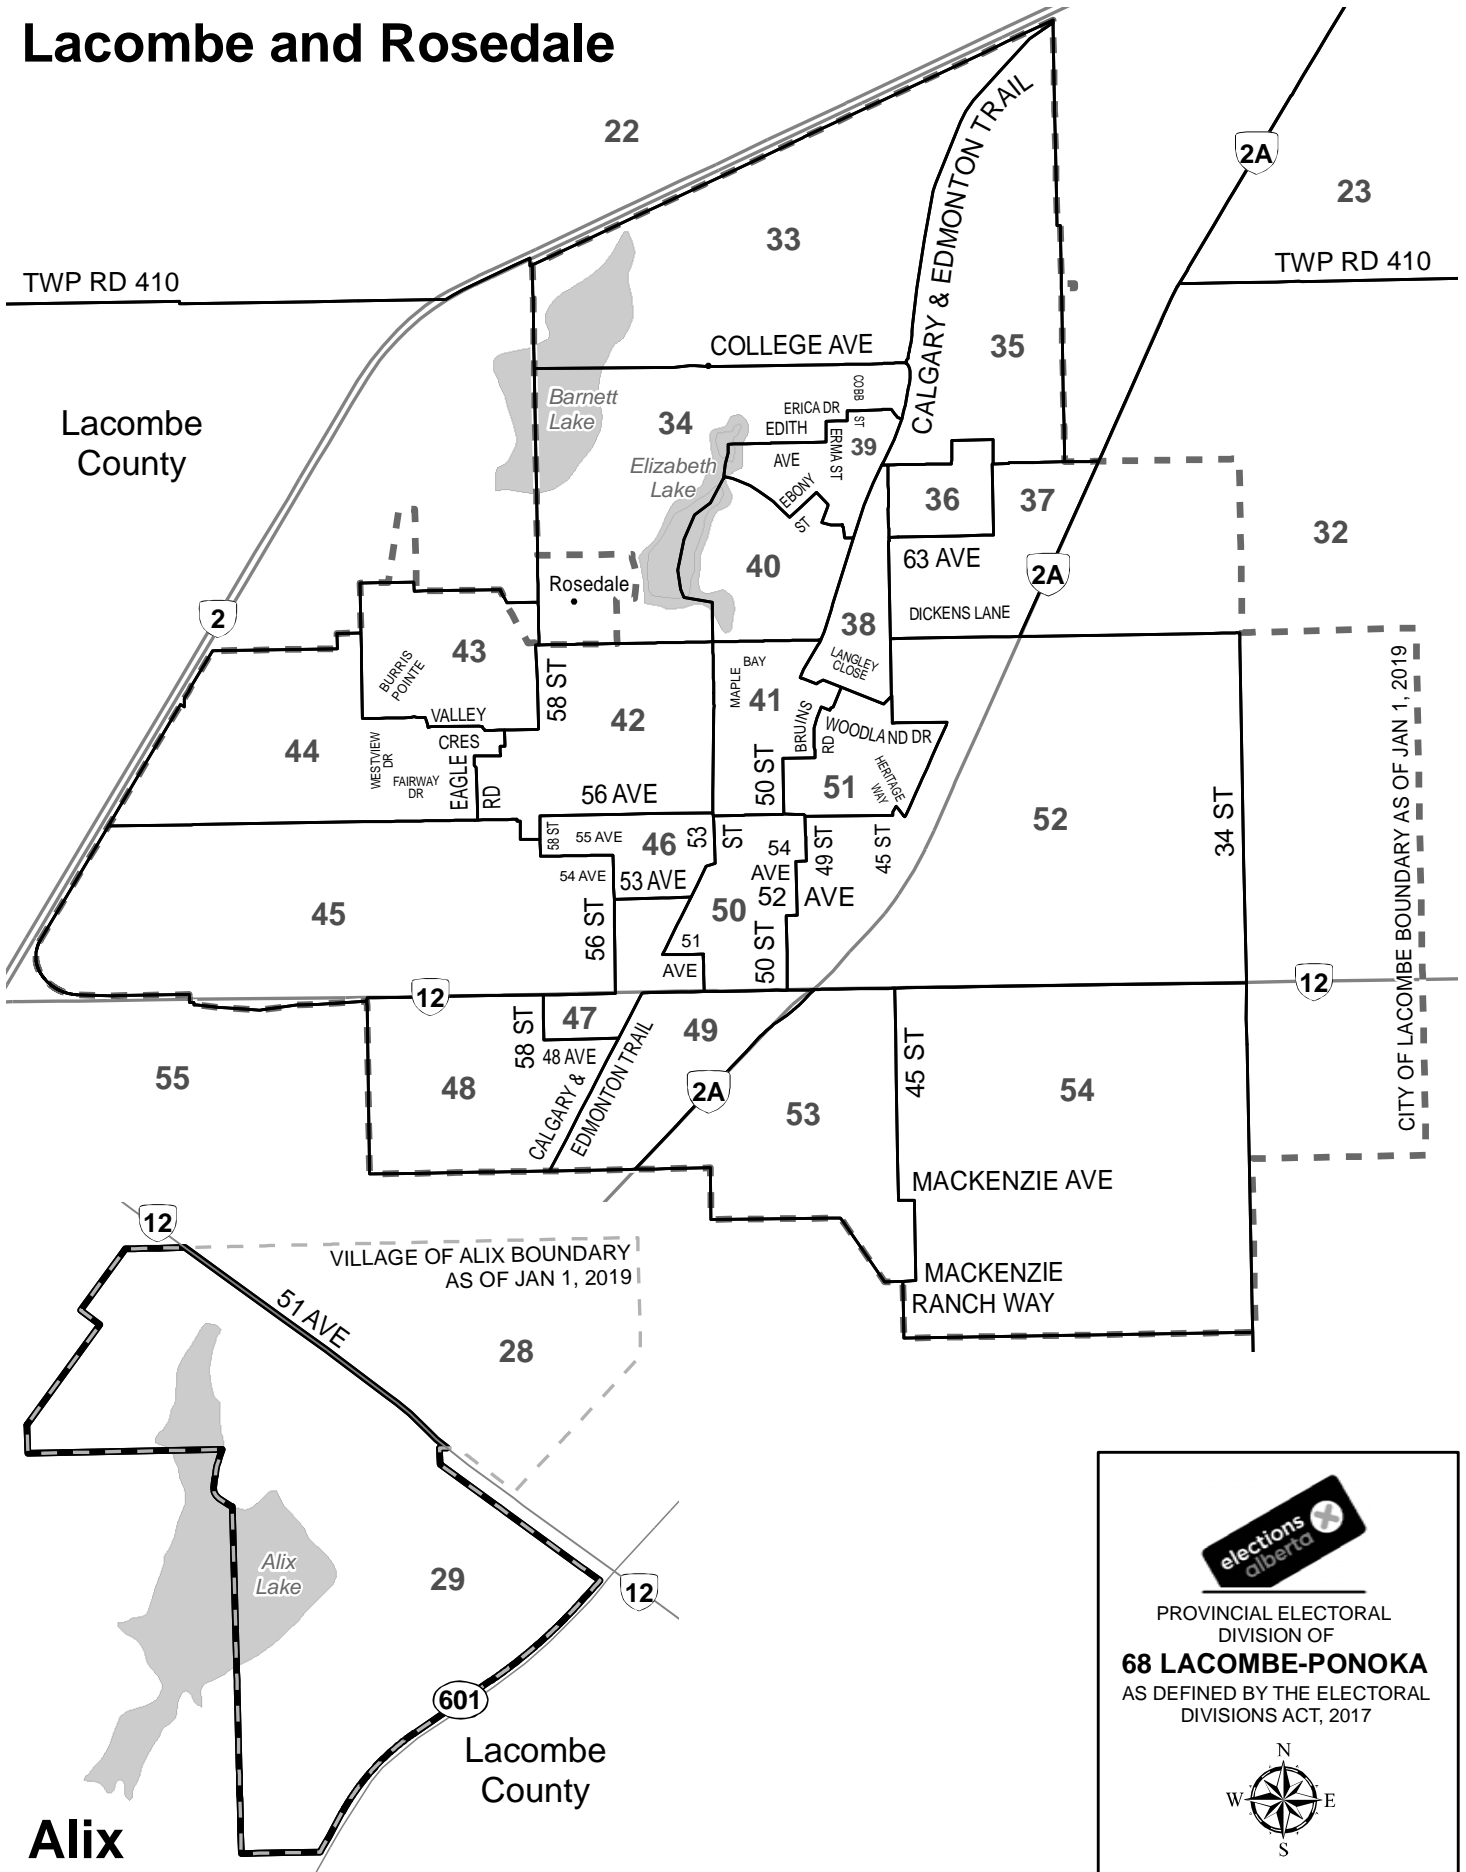 Lacombe and Rosedale
22
2A
23
33
CALGARY & EDMONTON TRAIL
TWP RD 410
TWP RD 410
COLLEGE AVE
35
Barnett
Lake
Lacombe
County
34
ERICA DR
COBB
ST
EDITH
AVE
ERMA ST
39
Elizabeth
Lake
EBONY
ST
36
37
32
63 AVE
40
2A
Rosedale
2
DICKENS LANE
38
43
BURRIS
POINTE
LANGLEY
CLOSE
MAPLE
BAY
41
58 ST
42
VALLEY
CRES
BRUINS
RD
WOODLAND DR
44
WESTVIEW
DR
FAIRWAY
DR
EAGLE
RD
56 AVE
50 ST
51
HERITAGE
WAY
CITY OF LACOMBE BOUNDARY AS OF JAN 1, 2019
34 ST
52
58 ST
55 AVE
46
53
ST
54
AVE
49 ST
45 ST
54 AVE
53 AVE
52
AVE
45
50
56 ST
51
AVE
50 ST
12
12
58 ST
47
49
48 AVE
CALGARY &
EDMONTON TRAIL
45 ST
55
48
2A
53
54
MACKENZIE AVE
MACKENZIE
RANCH WAY
12
VILLAGE OF ALIX BOUNDARY
AS OF JAN 1, 2019
51 AVE
28
Alix
Lake
29
12
601
Lacombe
County
Alix
elections
alberta
PROVINCIAL ELECTORAL
DIVISION OF
68 LACOMBE-PONOKA
AS DEFINED BY THE ELECTORAL
DIVISIONS ACT, 2017
N
W
E
S